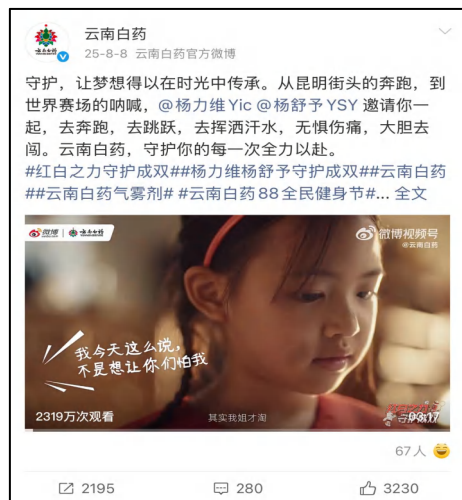 云南白药
25-8-8 云南白药官方微博
守护，让梦想得以在时光中传承。从昆明街头的奔跑，到
世界赛场的呐喊，@杨力维Yic @杨舒予YSY 邀请你一
起，去奔跑，去跳跃，去挥洒汗水，无惧伤痛，大胆去
闯。云南白药，守护你的每一次全力以赴。
#红白之力守护成双##杨力维杨舒予守护成双##云南白药
##云南白药气雾剂# #云南白药88全民健身节#... 全文
微博 云南白药
微博视频号
@云南白药
我今天这么说，
不是想让你们怕我
2319万次观看
其实我姐才淘
03:17
67人
2195
280
3230